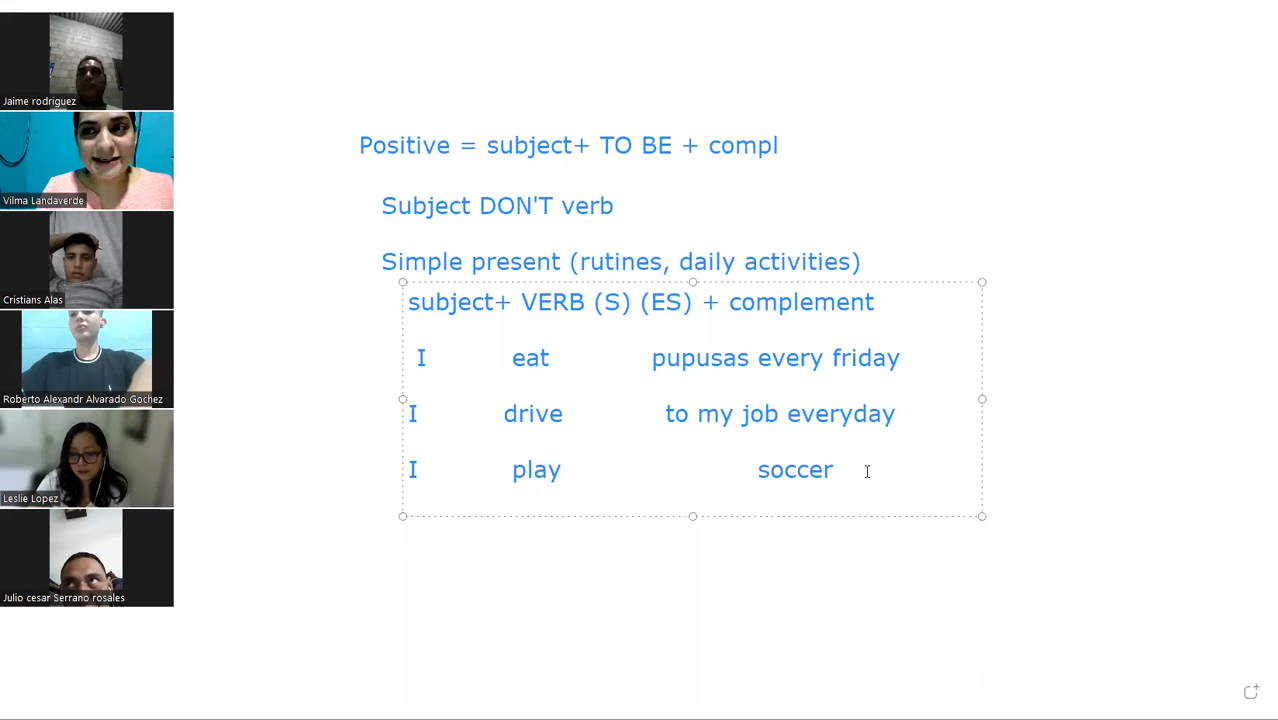 Jaime rodriguez
Vilma Landaverde
Cristians Alas
Roberto Alexandr Alvarado Gochez
Leslie Lopez
Julio cesar Serrano rosales
Positive = subject+ TO BE + compl
Subject DON'T verb
Simple present (rutines, daily activities)
subject+ VERB (S) (ES) + complement
I eat pupusas every friday
I drive to my job everyday
I play soccer